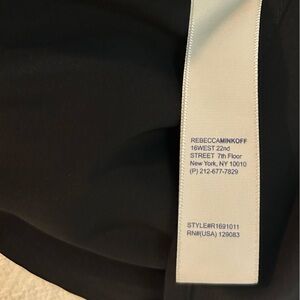 REBECCAMINKOFF
16WEST 22nd
STREET 7th Floor
New York, NY 10010
(P) 212-677-7829
STYLE#R1691011
RN#(USA) 129083